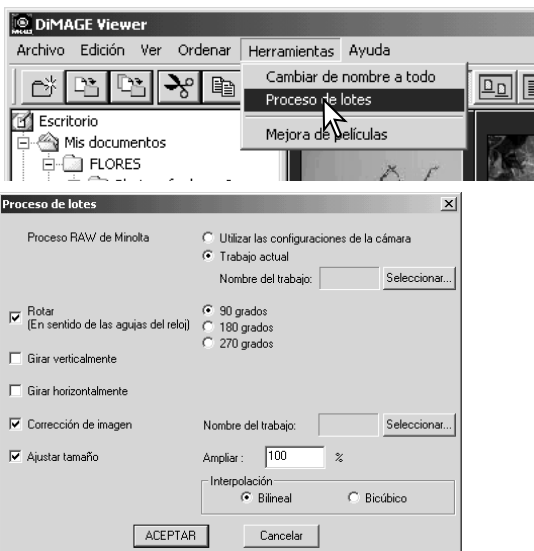 DiMAGE Viewer
Archivo Edición Ver Ordenar Herramientas Ayuda
Cambiar de nombre a todo
Proceso de lotes
Mejora de películas
Escritorio
Mis documentos
FLORES
Proceso de lotes
Proceso RAW de Minolta
Utilizar las configuraciones de la cámara
Trabajo actual
Nombre del trabajo: Seleccionar...
Rotar
(En sentido de las agujas del reloj)
90 grados
180 grados
270 grados
Girar verticalmente
Girar horizontalmente
Corrección de imagen Nombre del trabajo: Seleccionar...
Ajustar tamaño Ampliar : 100 %
Interpolación
Bilineal Bicúbico
ACEPTAR Cancelar